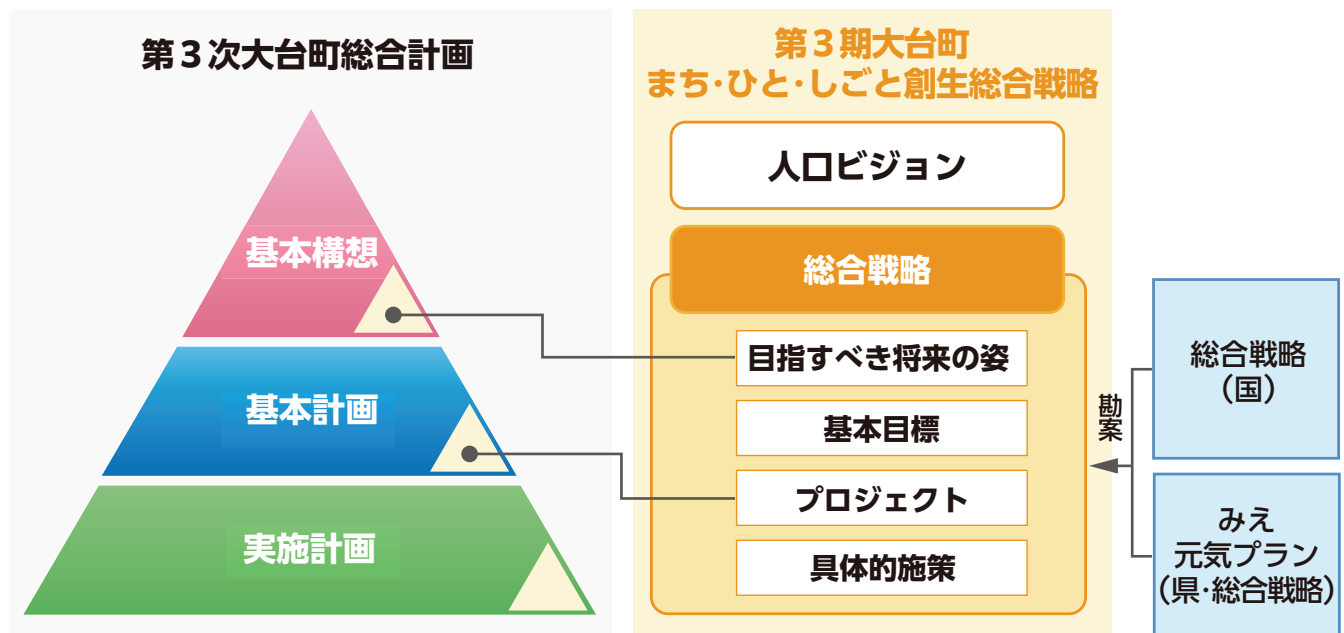 第3次大台町総合計画
基本構想
基本計画
実施計画
第3期大台町
まち・ひと・しごと創生総合戦略
人口ビジョン
総合戦略
目指すべき将来の姿
基本目標
プロジェクト
具体的施策
勘案
総合戦略
（国）
みえ
元気プラン
（県・総合戦略）